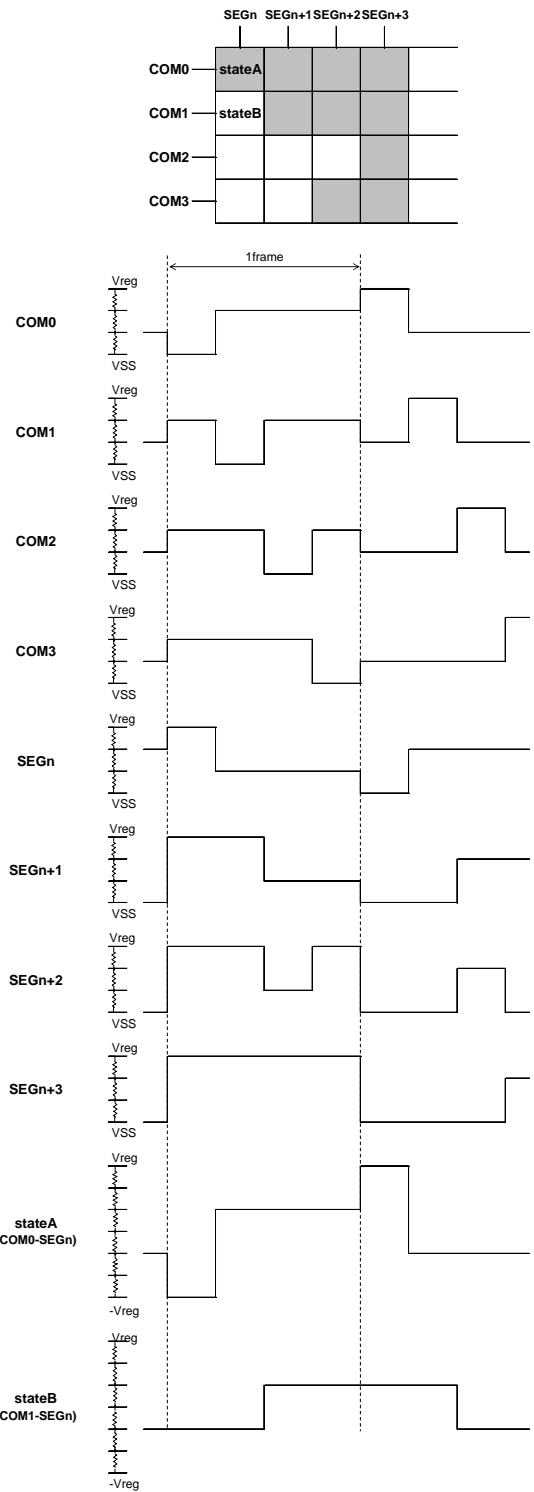 SEGn SEGn+1 SEGn+2 SEGn+3
COM0 stateA
COM1 stateB
COM2
COM3
1frame
Vreg
COM0
VSS
Vreg
COM1
VSS
Vreg
COM2
VSS
Vreg
COM3
VSS
Vreg
SEGn
VSS
Vreg
SEGn+1
VSS
Vreg
SEGn+2
VSS
Vreg
SEGn+3
VSS
Vreg
stateA
COM0-SEGn)
-Vreg
Vreg
stateB
COM1-SEGn)
-Vreg